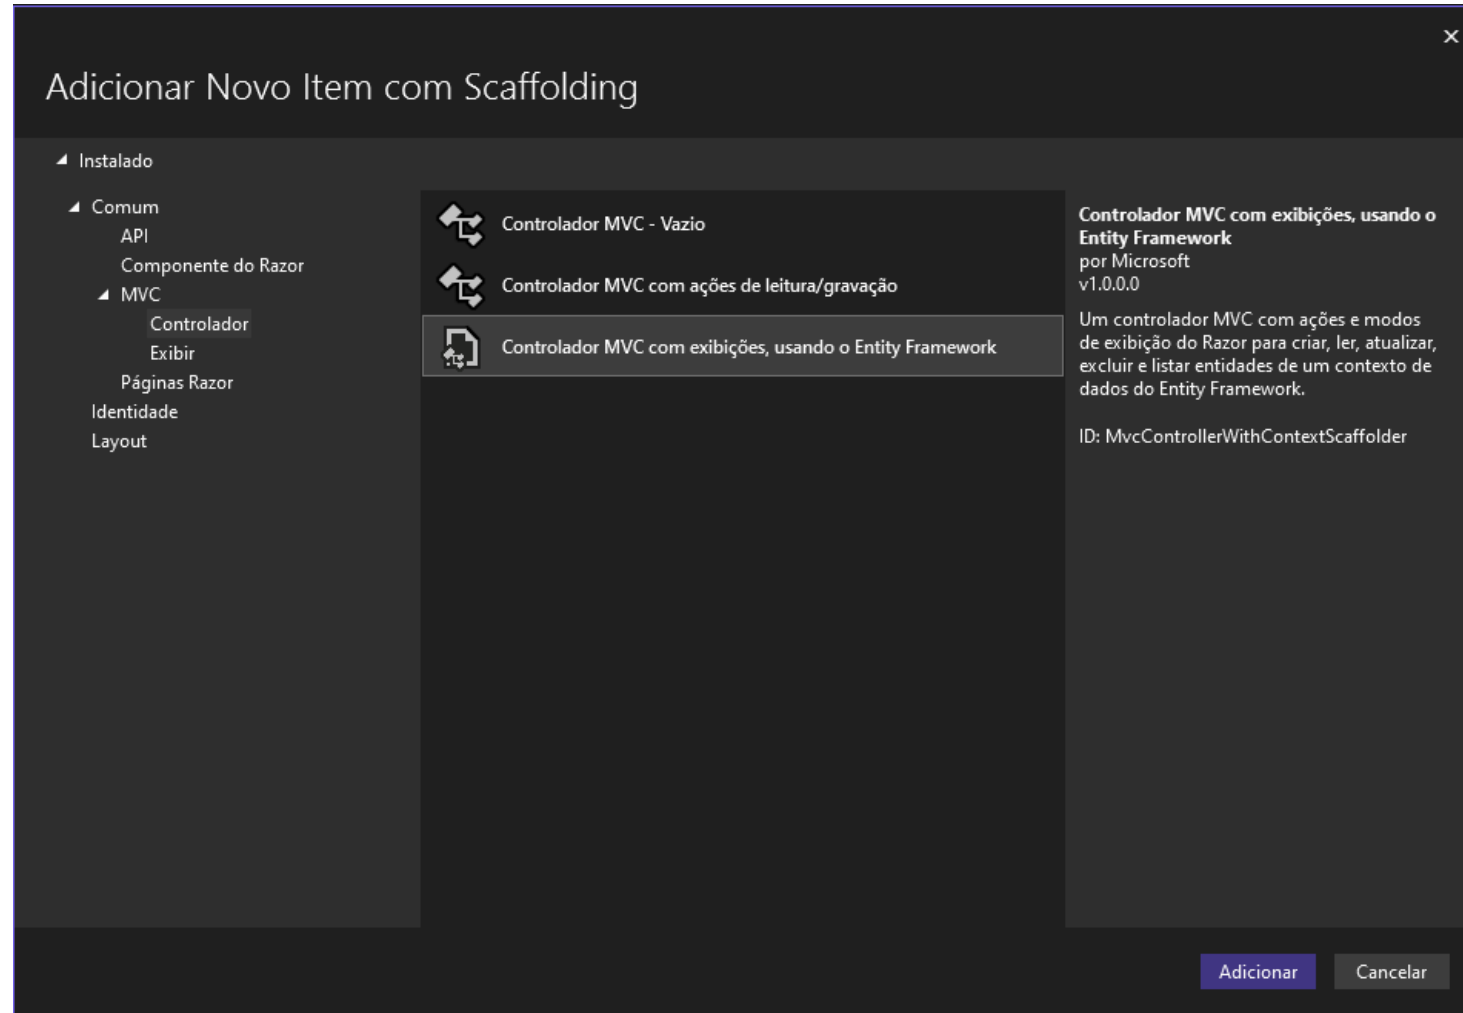 Adicionar Novo Item com Scaffolding
Instalado
Comum
API
Componente do Razor
MVC
Controlador
Exibir
Páginas Razor
Identidade
Layout
Controlador MVC - Vazio
Controlador MVC com ações de leitura/gravação
Controlador MVC com exibições, usando o Entity Framework
Controlador MVC com exibições, usando o
Entity Framework
por Microsoft
v1.0.0.0
Um controlador MVC com ações e modos
de exibição do Razor para criar, ler, atualizar,
excluir e listar entidades de um contexto de
dados do Entity Framework.
ID: MvcControllerWithContextScaffolder
Adicionar
Cancelar